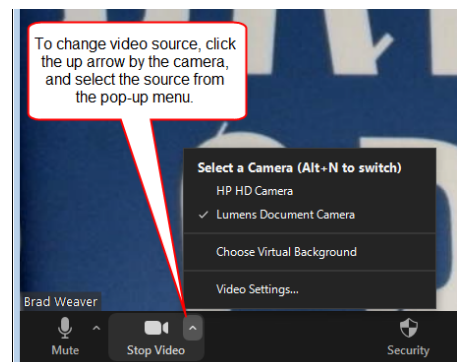 To change video source, click
the up arrow by the camera,
and select the source from
the pop-up menu.
Select a Camera (Alt+N to switch)
HP HD Camera
Lumens Document Camera
Choose Virtual Background
Video Settings...
Brad Weaver
Mute
Stop Video
Security